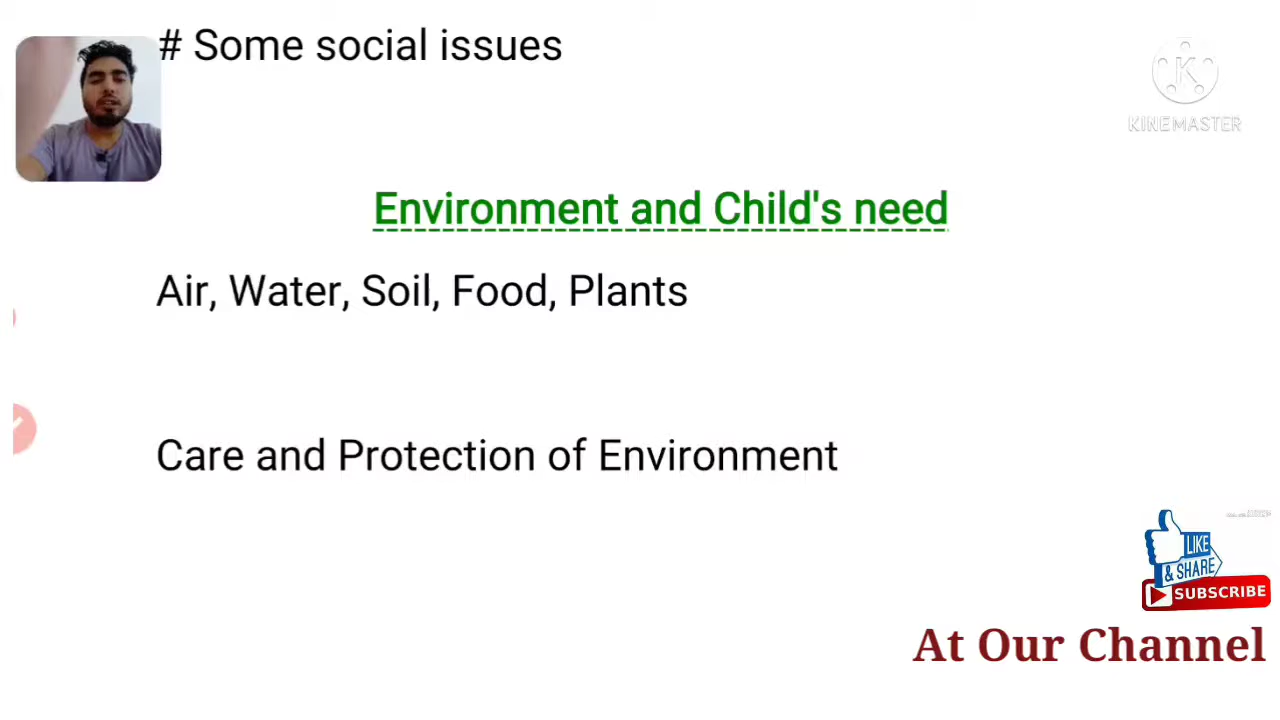 # Some social issues
KINEMASTER
Environment and Child's need
Air, Water, Soil, Food, Plants
Care and Protection of Environment
LIKE
& SHARE
SUBSCRIBE
At Our Channel